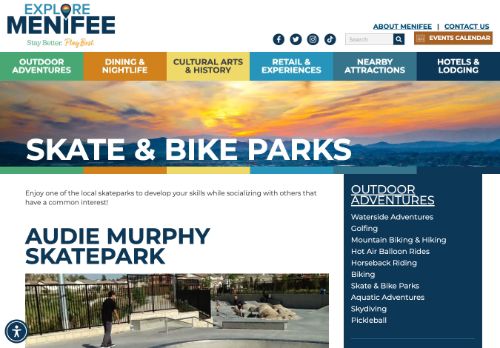 EXPLORE
MENIFEE
Stay Better. Play Best.
ABOUT MENIFEE | CONTACT US
Search
EVENTS CALENDAR
OUTDOOR
ADVENTURES
DINING &
NIGHTLIFE
CULTURAL ARTS
& HISTORY
RETAIL &
EXPERIENCES
NEARBY
ATTRACTIONS
HOTELS &
LODGING
SKATE & BIKE PARKS
Enjoy one of the local skateparks to develop your skills while socializing with others that
have a common interest!
AUDIE MURPHY
SKATEPARK
OUTDOOR
ADVENTURES
Waterside Adventures
Golfing
Mountain Biking & Hiking
Hot Air Balloon Rides
Horseback Riding
Biking
Skate & Bike Parks
Aquatic Adventures
Skydiving
Pickleball